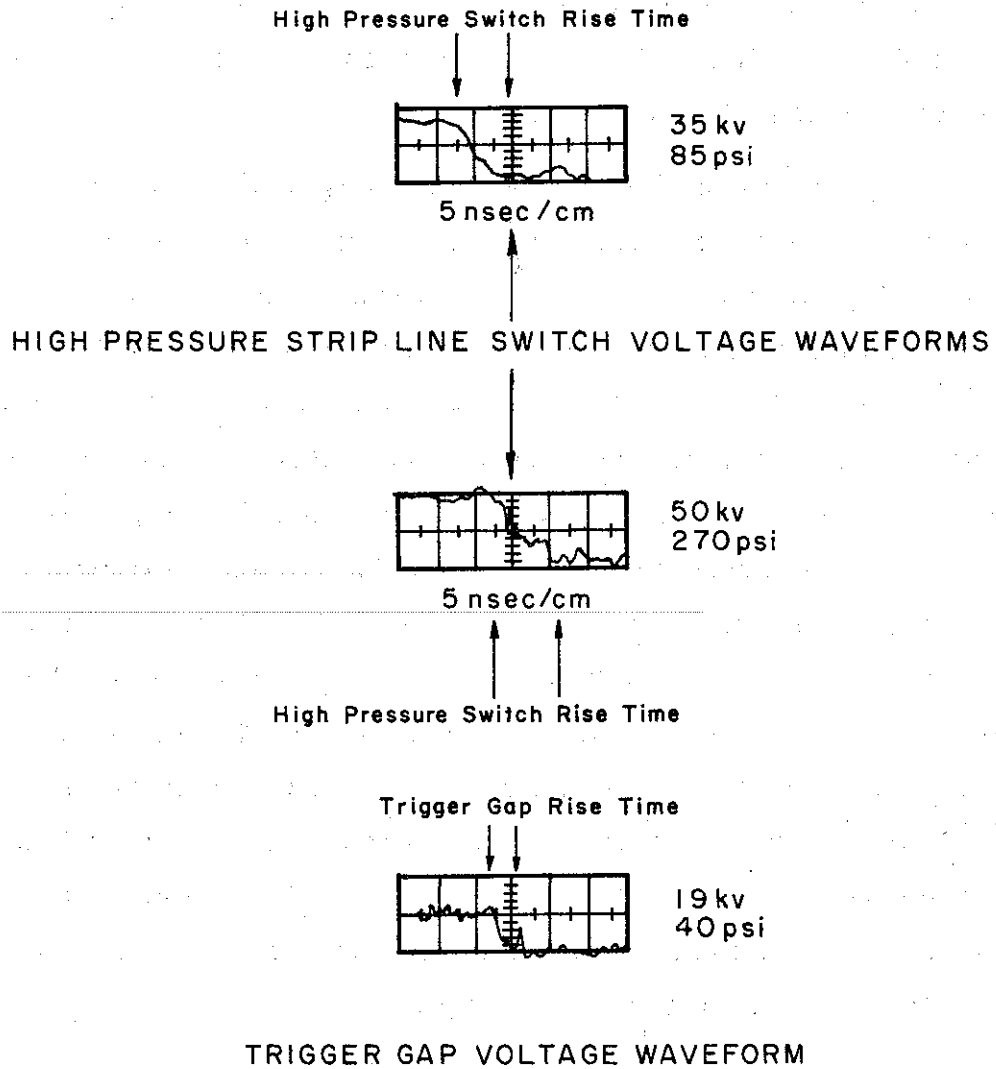 High Pressure Switch Rise Time
35 kv
85 psi
5 nsec/cm
HIGH PRESSURE STRIP LINE SWITCH VOLTAGE WAVEFORMS
50 kv
270 psi
5 nsec/cm
High Pressure Switch Rise Time
Trigger Gap Rise Time
19 kv
40 psi
TRIGGER GAP VOLTAGE WAVEFORM